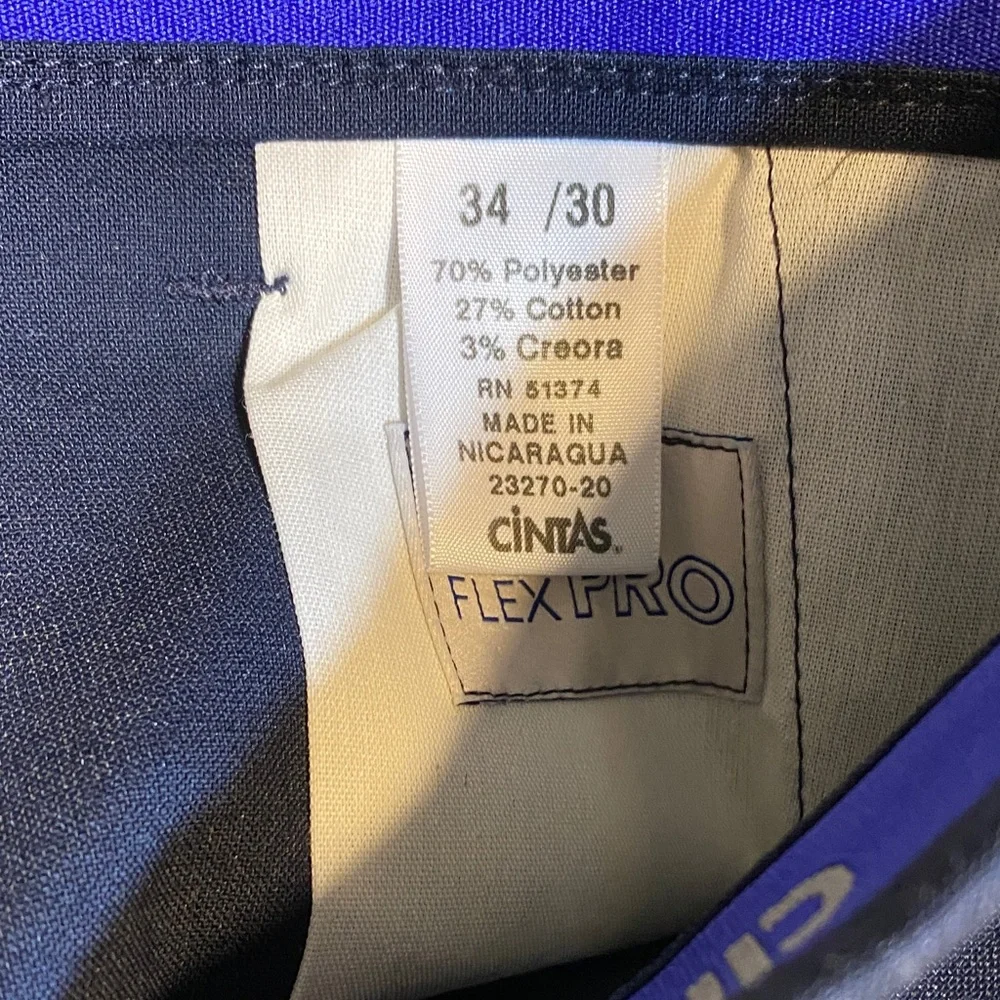 34 /30
70% Polyester
27% Cotton
3% Creora
RN 51374
MADE IN
NICARAGUA
23270-20
CiNTAS.
FLEX PRO